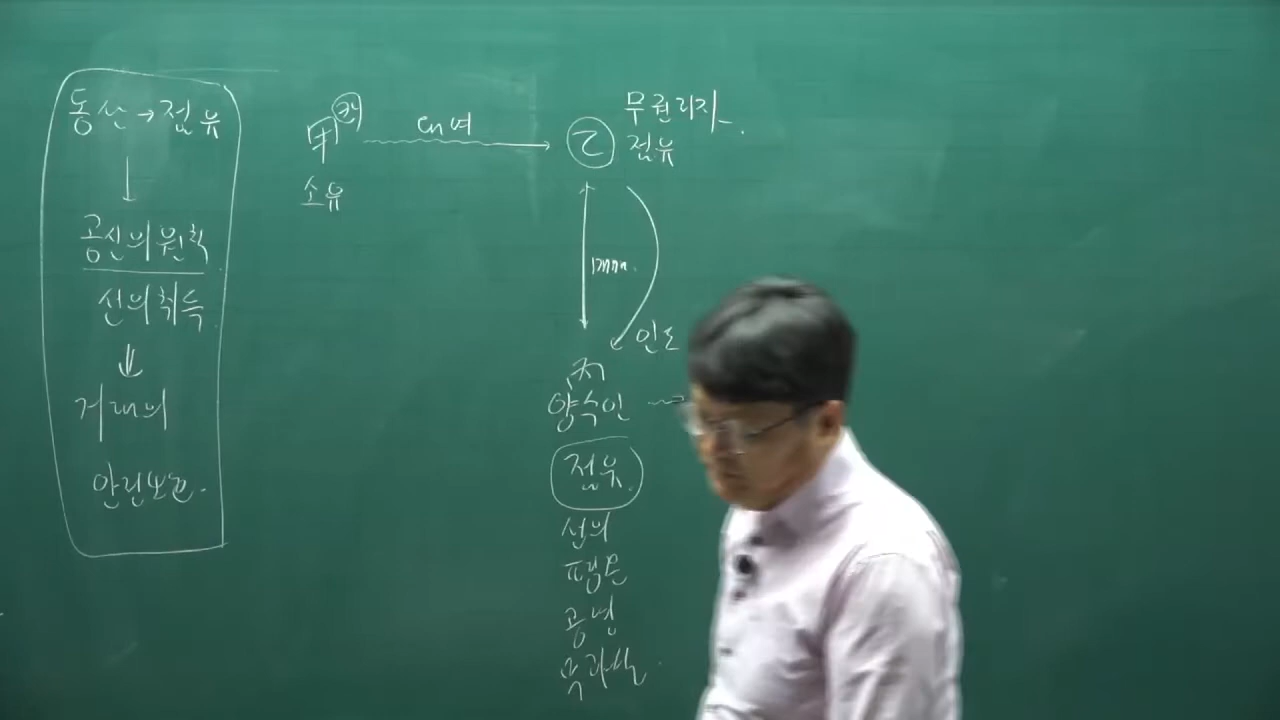 동산→점유
공신의 원칙
선의취득
거래의
안전보호.
甲
소유
대여
乙
무권리자
점유
인도
丙
양수인
점유.
선의
평온
공연
무과실.